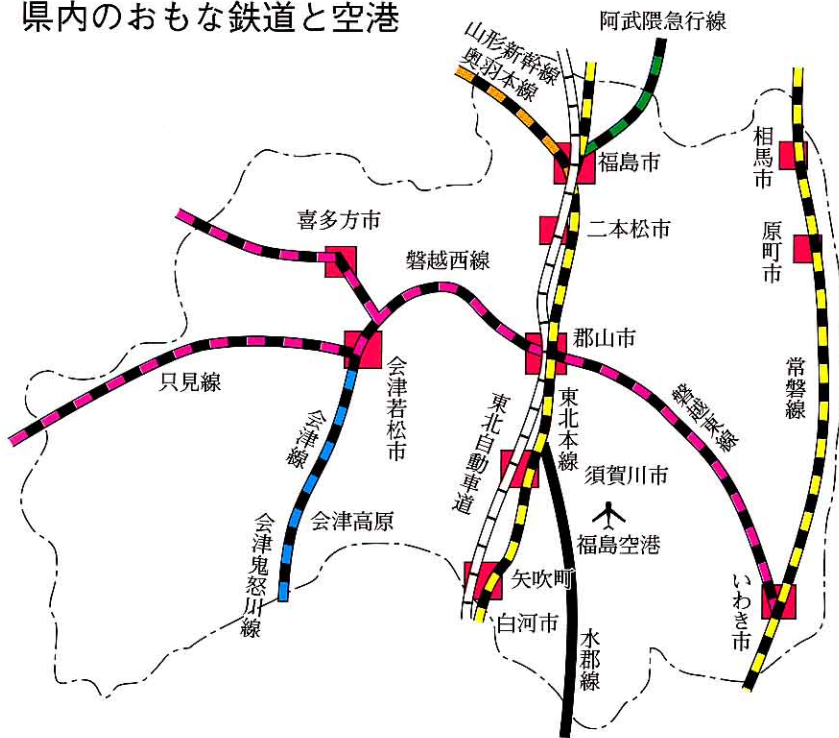 県内のおもな鉄道と空港
阿武隈急行線
山形新幹線
奥羽本線
福島市
相馬市
二本松市
原町市
喜多方市
磐越西線
郡山市
只見線
会津若松市
常磐線
東北本線
磐越東線
東北自動車道
会津線
須賀川市
会津高原
福島空港
会津鬼怒川線
矢吹町
いわき市
白河市
水郡線